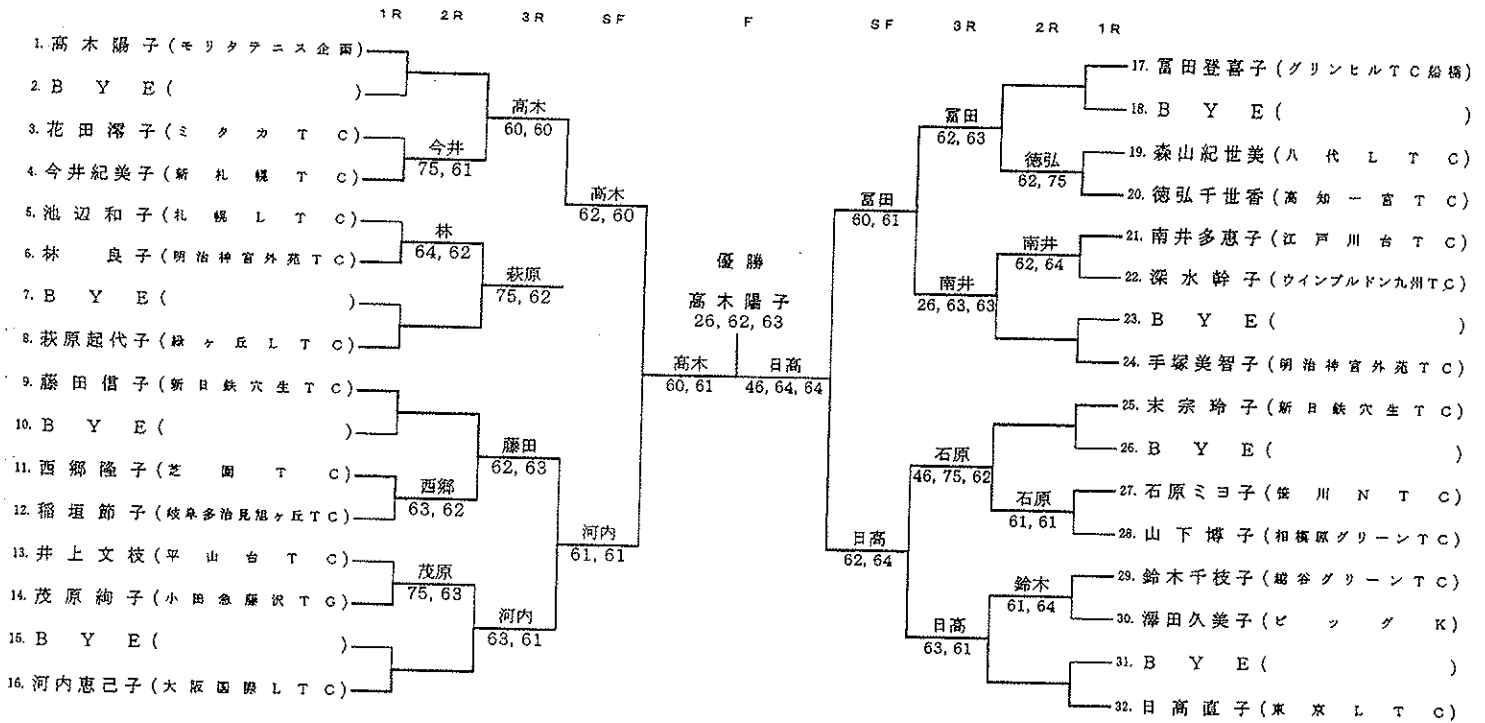 1R 2R 3R SF F SF 3R 2R 1R
1. 高木陽子 (モリタテニス企画)
2. B Y E ( )
3. 花田澪子 (ミタカTC)
4. 今井紀美子 (新札幌TC)
5. 池辺和子 (札幌LTC)
6. 林 良子 (明治神宮外苑TC)
7. B Y E ( )
8. 萩原起代子 (緑ヶ丘LTC)
9. 藤田信子 (新日鉄穴生TC)
10. B Y E ( )
11. 西郷隆子 (芝園TC)
12. 稲垣節子 (岐阜多治見旭ヶ丘TC)
13. 井上文枝 (平山台TC)
14. 茂原絢子 (小田急藤沢TG)
15. B Y E ( )
16. 河内恵己子 (大阪国際LTC)
今井
75, 61
林
64, 62
西郷
63, 62
茂原
75, 63
高木
60, 60
萩原
75, 62
藤田
62, 63
河内
63, 61
高木
62, 60
河内
61, 61
高木
60, 61
優勝
高木陽子
26, 62, 63
日高
46, 64, 64
冨田
60, 61
日高
62, 64
冨田
62, 63
南井
26, 63, 63
石原
46, 75, 62
日高
63, 61
徳弘
62, 75
南井
62, 64
石原
61, 61
鈴木
61, 64
17. 冨田登喜子 (グリンヒルTC船橋)
18. B Y E ( )
19. 森山紀世美 (八代LTC)
20. 徳弘千世香 (高知一宮TC)
21. 南井多恵子 (江戸川台TC)
22. 深水幹子 (ウインブルドン九州TC)
23. B Y E ( )
24. 手塚美智子 (明治神宮外苑TC)
25. 末宗玲子 (新日鉄穴生TC)
26. B Y E ( )
27. 石原ミヨ子 (笹川NTC)
28. 山下博子 (相模原グリーンTC)
29. 鈴木千枝子 (越谷グリーンTC)
30. 澤田久美子 (ビッグK)
31. B Y E ( )
32. 日高直子 (東京LTC)